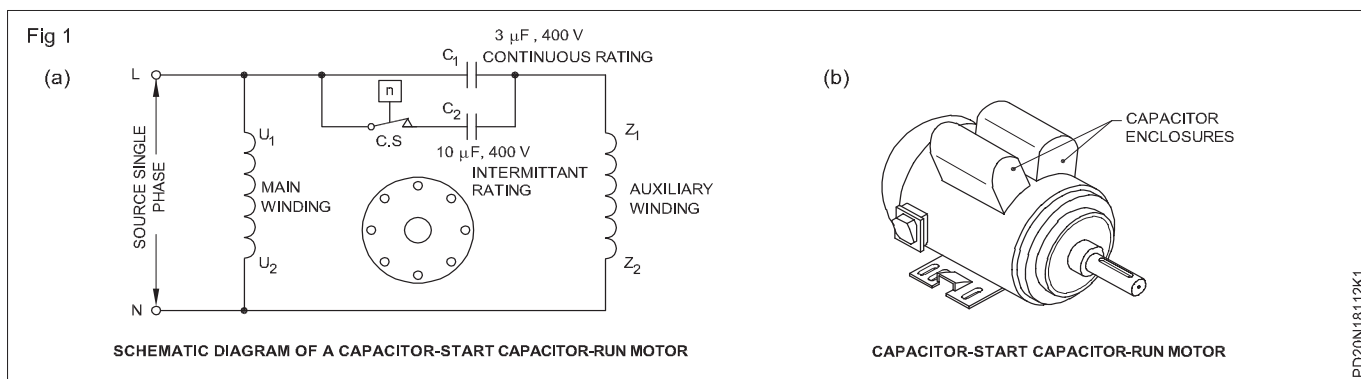 Fig 1
(a)
L
C1
3 µF , 400 V
CONTINUOUS RATING
n
C2
C.S
10 µF, 400 V
INTERMITTANT
RATING
U1
U2
MAIN
WINDING
SOURCE SINGLE
PHASE
Z1
Z2
AUXILIARY
WINDING
N
SCHEMATIC DIAGRAM OF A CAPACITOR-START CAPACITOR-RUN MOTOR
(b)
CAPACITOR
ENCLOSURES
CAPACITOR-START CAPACITOR-RUN MOTOR
PD20N18112K1